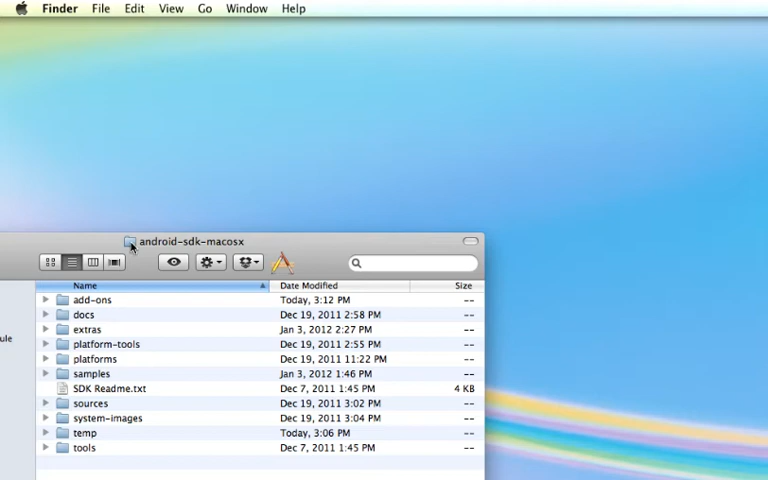 Finder File Edit View Go Window Help
android-sdk-macosx
Name Date Modified Size
add-ons Today, 3:12 PM --
docs Dec 19, 2011 2:58 PM --
extras Jan 3, 2012 2:27 PM --
ule
platform-tools Dec 19, 2011 2:55 PM --
platforms Dec 19, 2011 11:22 PM --
samples Jan 3, 2012 1:46 PM --
SDK Readme.txt Dec 7, 2011 1:45 PM 4 KB
sources Dec 19, 2011 3:02 PM --
system-images Dec 19, 2011 3:04 PM --
temp Today, 3:06 PM --
tools Dec 7, 2011 1:45 PM --